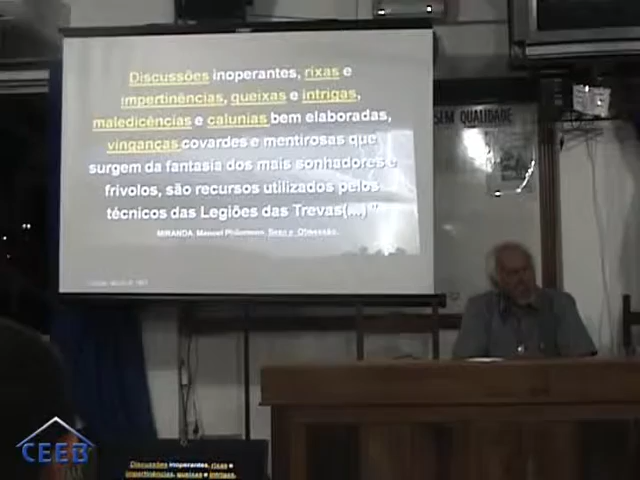 Discussões inoperantes, rixas e
impertinências, queixas e intrigas,
maledicências e calunias bem elaboradas,
vinganças covardes e mentirosas que
surgem da fantasia dos mais sonhadores e
frívolos, são recursos utilizados pelos
técnicos das Legiões das Trevas(...)"
MIRANDA, Manoel Philomeno. Sexo e Obsessão.
SEM QUALIDADE
CEEB
Discussões inoperantes, rixas e
impertinências, queixas e intrigas,